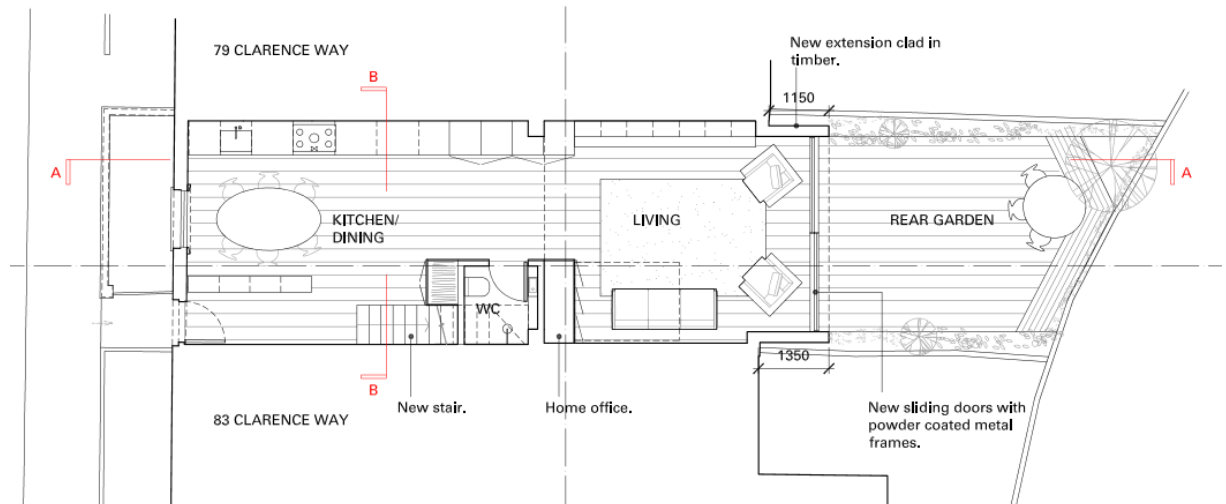 79 CLARENCE WAY
New extension clad in
timber.
B
1150
A
A
KITCHEN/
DINING
LIVING
REAR GARDEN
WC
1350
B
New stair.
Home office.
New sliding doors with
powder coated metal
frames.
83 CLARENCE WAY